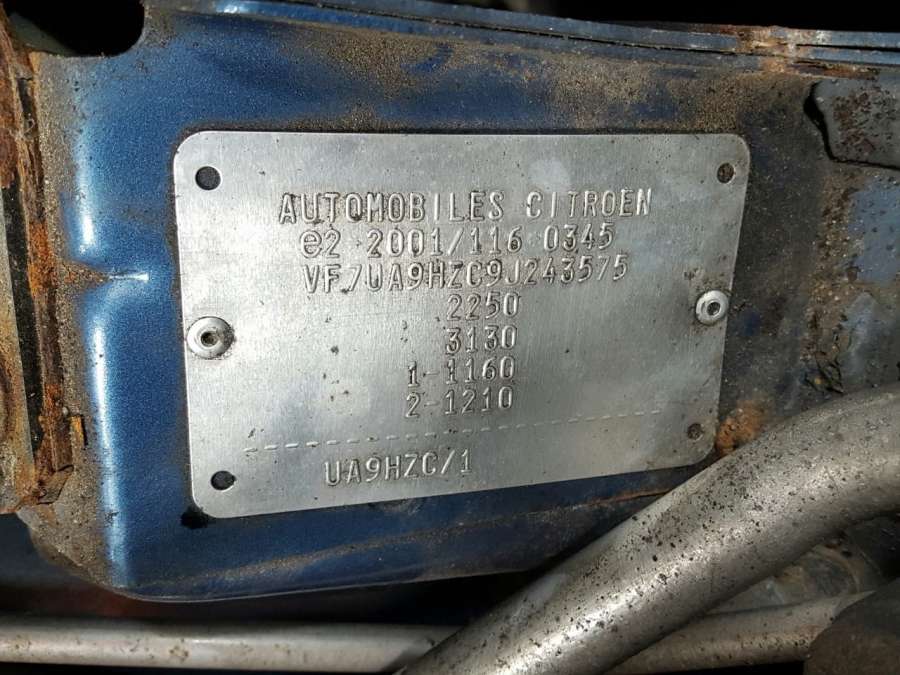 AUTOMOBILES CITROEN
e2 2001/116 0345
VF7UA9HZC9J243575
2250
3130
1-1160
2-1210
--------------------------------
UA9HZC/1